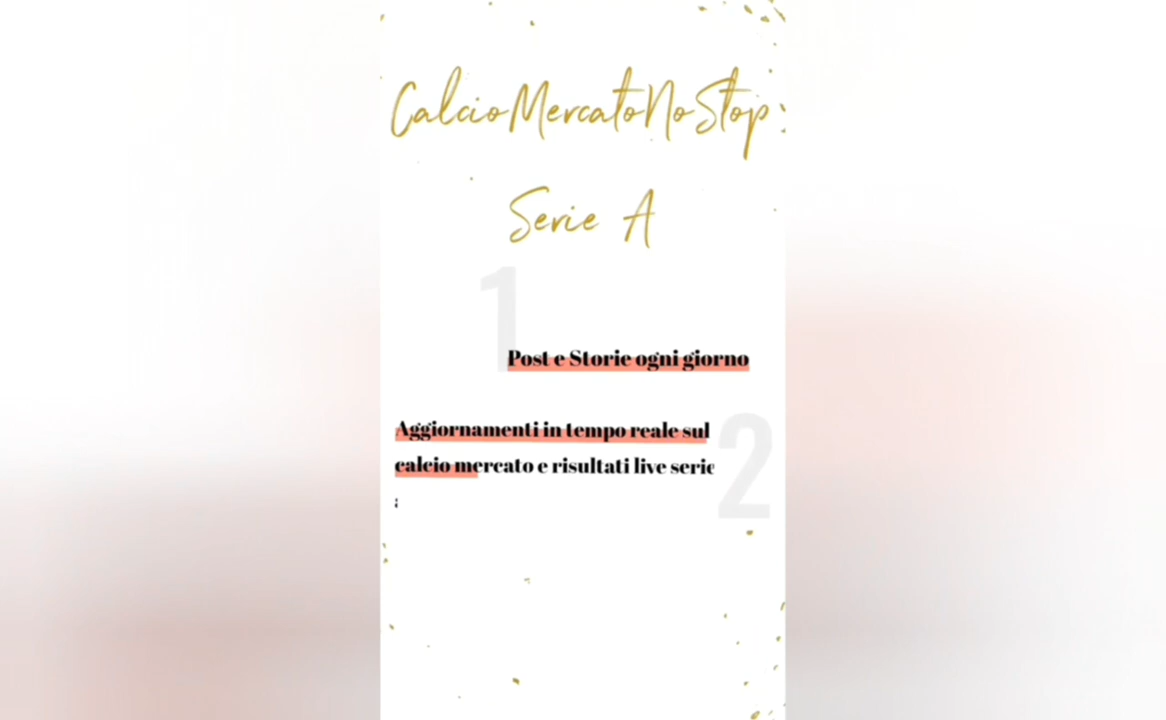 CalcioMercatoNoStop:
Serie A
1
Post e Storie ogni giorno
Aggiornamenti in tempo reale sul
calcio mercato e risultati live serie
2